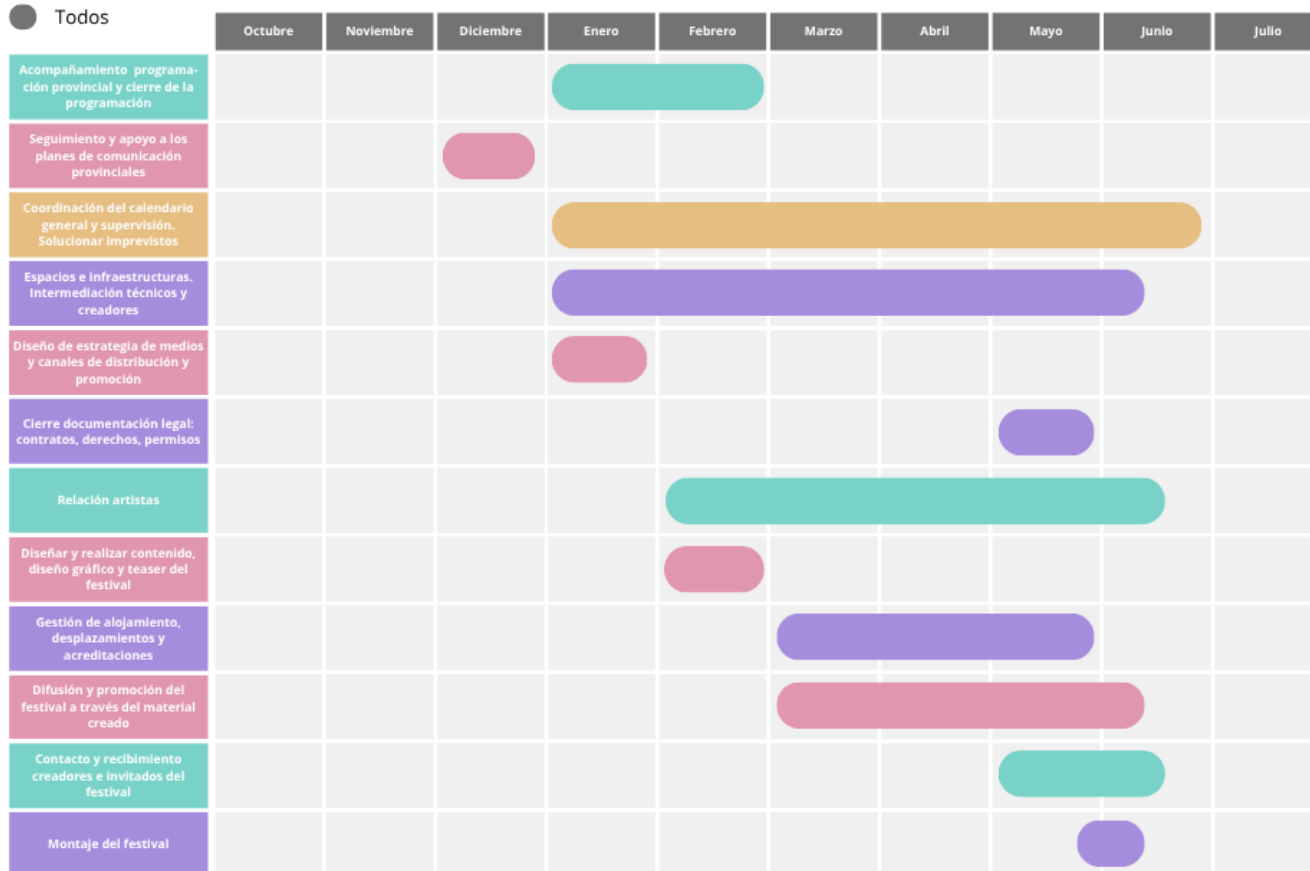 Todos
Octubre
Noviembre
Diciembre
Enero
Febrero
Marzo
Abril
Mayo
Junio
Julio
Acompañamiento programa-
ción provincial y cierre de la
programación
Seguimiento y apoyo a los
planes de comunicación
provinciales
Coordinación del calendario
general y supervisión.
Solucionar imprevistos
Espacios e infraestructuras.
Intermediación técnicos y
creadores
Diseño de estrategia de medios
y canales de distribución y
promoción
Cierre documentación legal:
contratos, derechos, permisos
Relación artistas
Diseñar y realizar contenido,
diseño gráfico y teaser del
festival
Gestión de alojamiento,
desplazamientos y
acreditaciones
Difusión y promoción del
festival a través del material
creado
Contacto y recibimiento
creadores e invitados del
festival
Montaje del festival